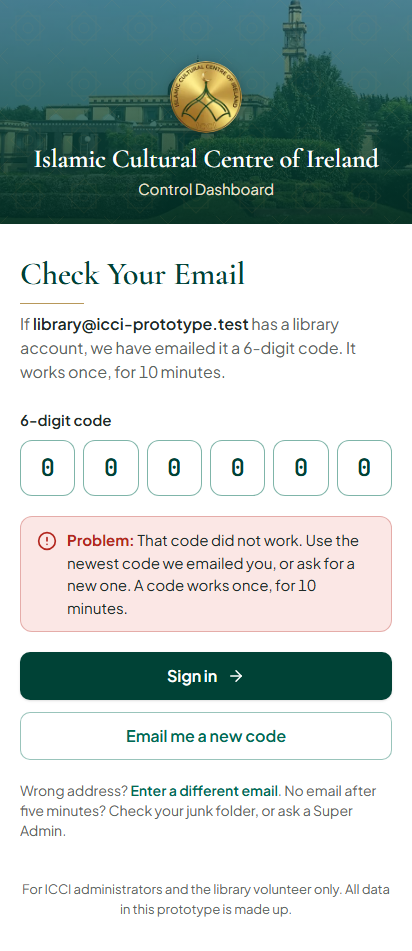 ISLAMIC CULTURAL CENTRE OF IRELAND
Islamic Cultural Centre of Ireland
Control Dashboard
Check Your Email
If library@icci-prototype.test has a library
account, we have emailed it a 6-digit code. It
works once, for 10 minutes.
6-digit code
0 0 0 0 0 0
Problem: That code did not work. Use the
newest code we emailed you, or ask for a
new one. A code works once, for 10
minutes.
Sign in →
Email me a new code
Wrong address? Enter a different email. No email after
five minutes? Check your junk folder, or ask a Super
Admin.
For ICCI administrators and the library volunteer only. All data
in this prototype is made up.